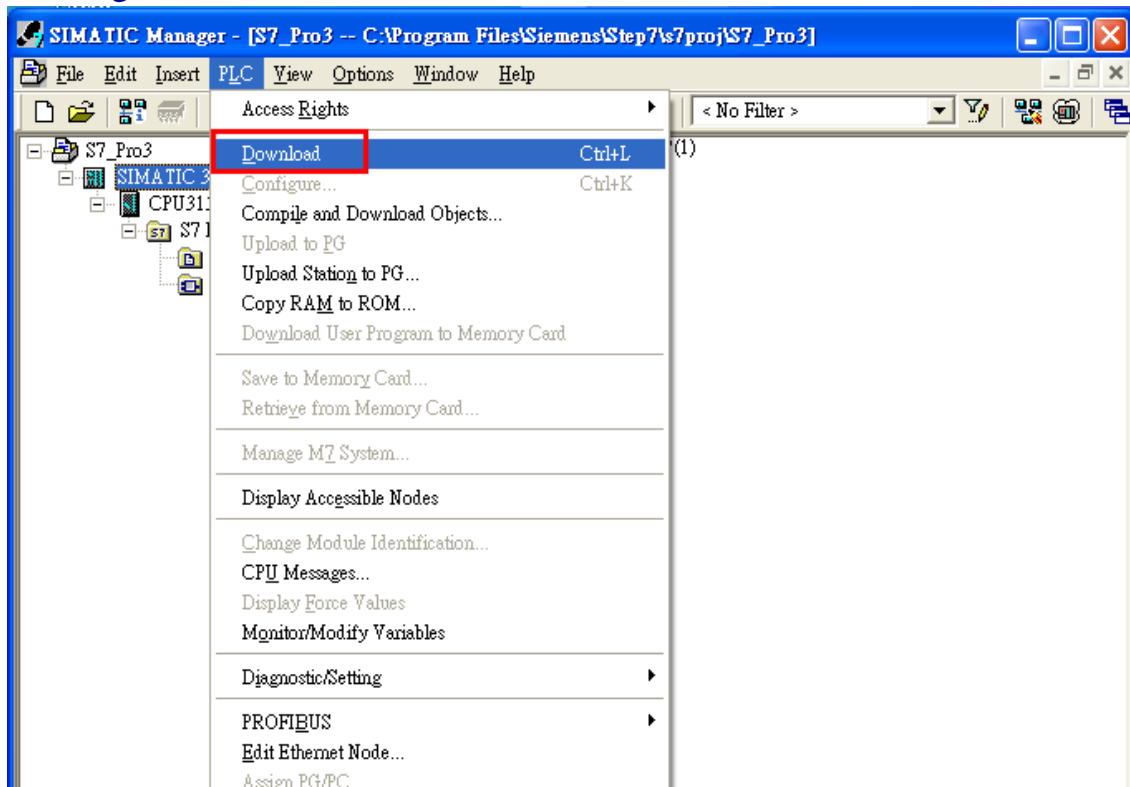 SIMATIC Manager - [S7_Pro3 -- C:\Program Files\Siemens\Step7\s7proj\S7_Pro3]
File Edit Insert PLC View Options Window Help
< No Filter >
Access Rights
Download Ctrl+L
Configure... Ctrl+K
Compile and Download Objects...
Upload to PG
Upload Station to PG...
Copy RAM to ROM...
Download User Program to Memory Card
Save to Memory Card...
Retrieve from Memory Card...
Manage M7 System...
Display Accessible Nodes
Change Module Identification...
CPU Messages...
Display Force Values
Monitor/Modify Variables
Diagnostic/Setting
PROFIBUS
Edit Ethernet Node...
Assign PG/PC
S7_Pro3
SIMATIC 3
CPU31
S7
(1)